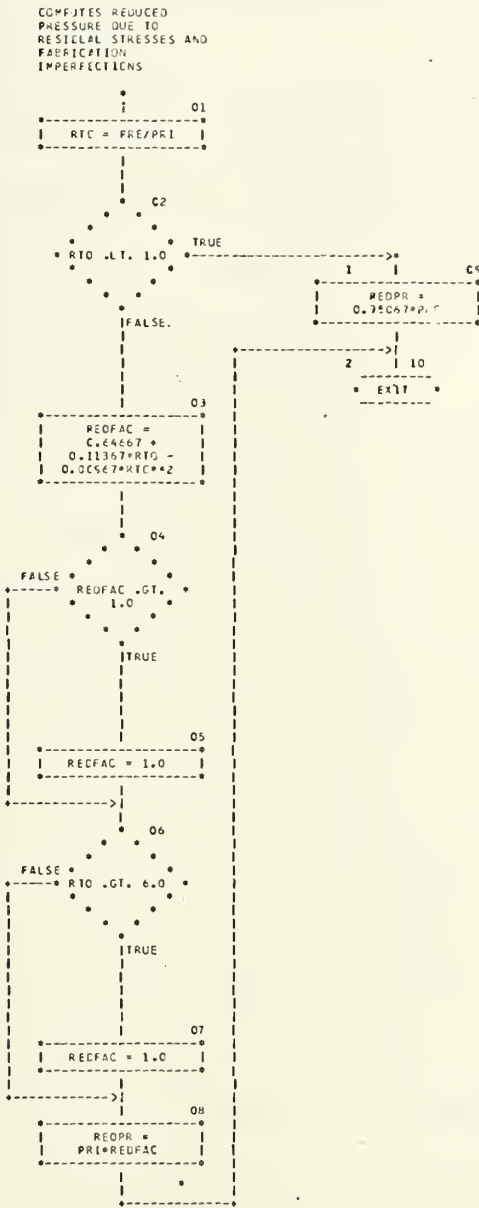 COMPUTES REDUCED
PRESSURE DUE TO
RESIDUAL STRESSES AND
FABRICATION
IMPERFECTIONS
01
RTO = PRE/PRI
02
RTO .LT. 1.0
TRUE
1
09
REDPR =
0.75067*
FALSE.
2 10
EXIT
03
REDFAC =
0.64667 +
0.11367*RTO -
0.00567*RTO**2
04
FALSE
REDFAC .GT.
1.0
TRUE
05
REDFAC = 1.0
06
FALSE
RTO .GT. 6.0
TRUE
07
REDFAC = 1.0
08
REDPR =
PRI*REDFAC